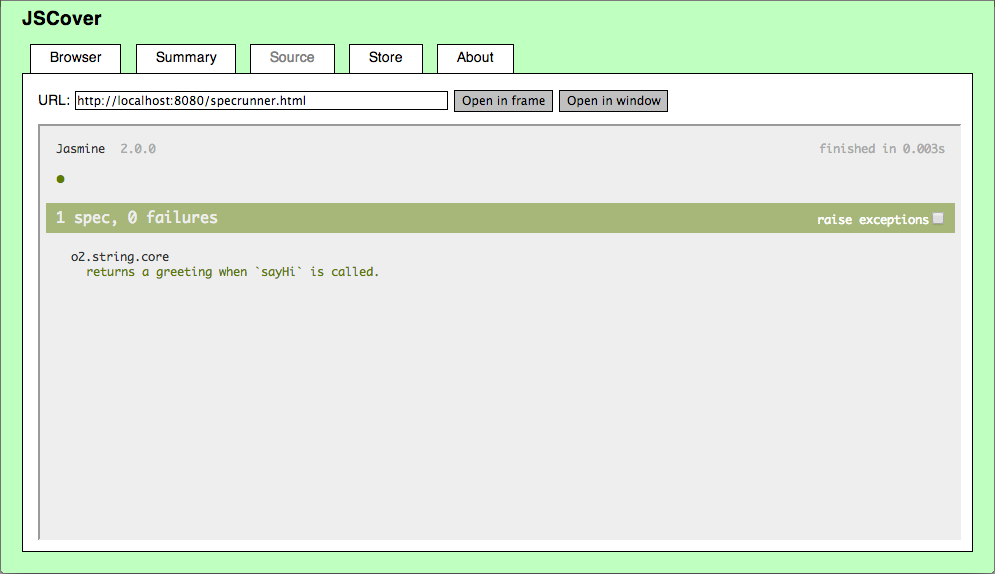 JSCover
Browser Summary Source Store About
URL: http://localhost:8080/specrunner.html Open in frame Open in window
Jasmine 2.0.0 finished in 0.003s
1 spec, 0 failures raise exceptions
o2.string.core
returns a greeting when `sayHi` is called.